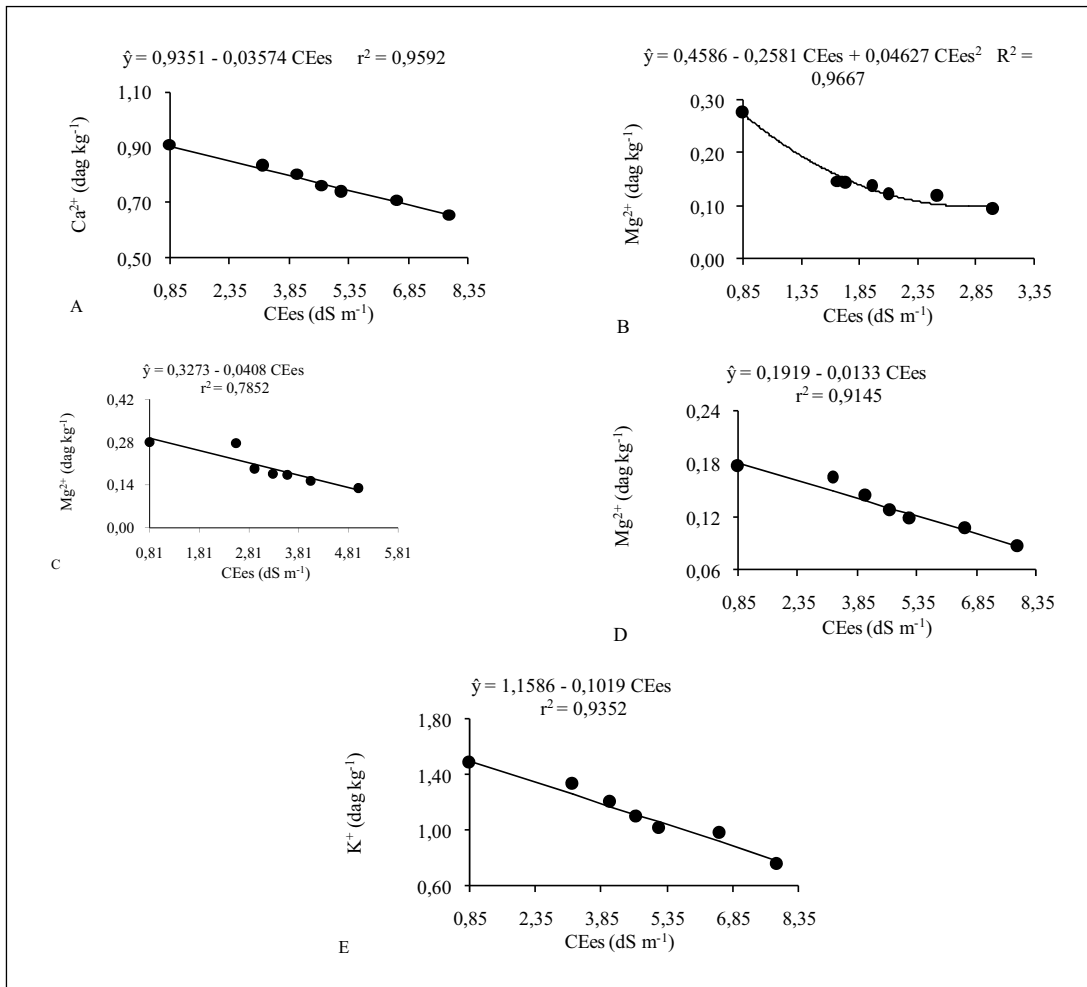 ŷ = 0,9351 - 0,03574 CEes r² = 0,9592
1,10
0,90
0,70
0,50
Ca²⁺ (dag kg⁻¹)
0,85 2,35 3,85 5,35 6,85 8,35
CEes (dS m⁻¹)
A
ŷ = 0,4586 - 0,2581 CEes + 0,04627 CEes² R² =
0,9667
0,30
0,20
0,10
0,00
Mg²⁺ (dag kg⁻¹)
0,85 1,35 1,85 2,35 2,85 3,35
CEes (dS m⁻¹)
B
ŷ = 0,3273 - 0,0408 CEes
r² = 0,7852
0,42
0,28
0,14
0,00
Mg²⁺ (dag kg⁻¹)
0,81 1,81 2,81 3,81 4,81 5,81
CEes (dS m⁻¹)
C
ŷ = 0,1919 - 0,0133 CEes
r² = 0,9145
0,24
0,18
0,12
0,06
Mg²⁺ (dag kg⁻¹)
0,85 2,35 3,85 5,35 6,85 8,35
CEes (dS m⁻¹)
D
ŷ = 1,1586 - 0,1019 CEes
r² = 0,9352
1,80
1,40
1,00
0,60
K⁺ (dag kg⁻¹)
0,85 2,35 3,85 5,35 6,85 8,35
CEes (dS m⁻¹)
E